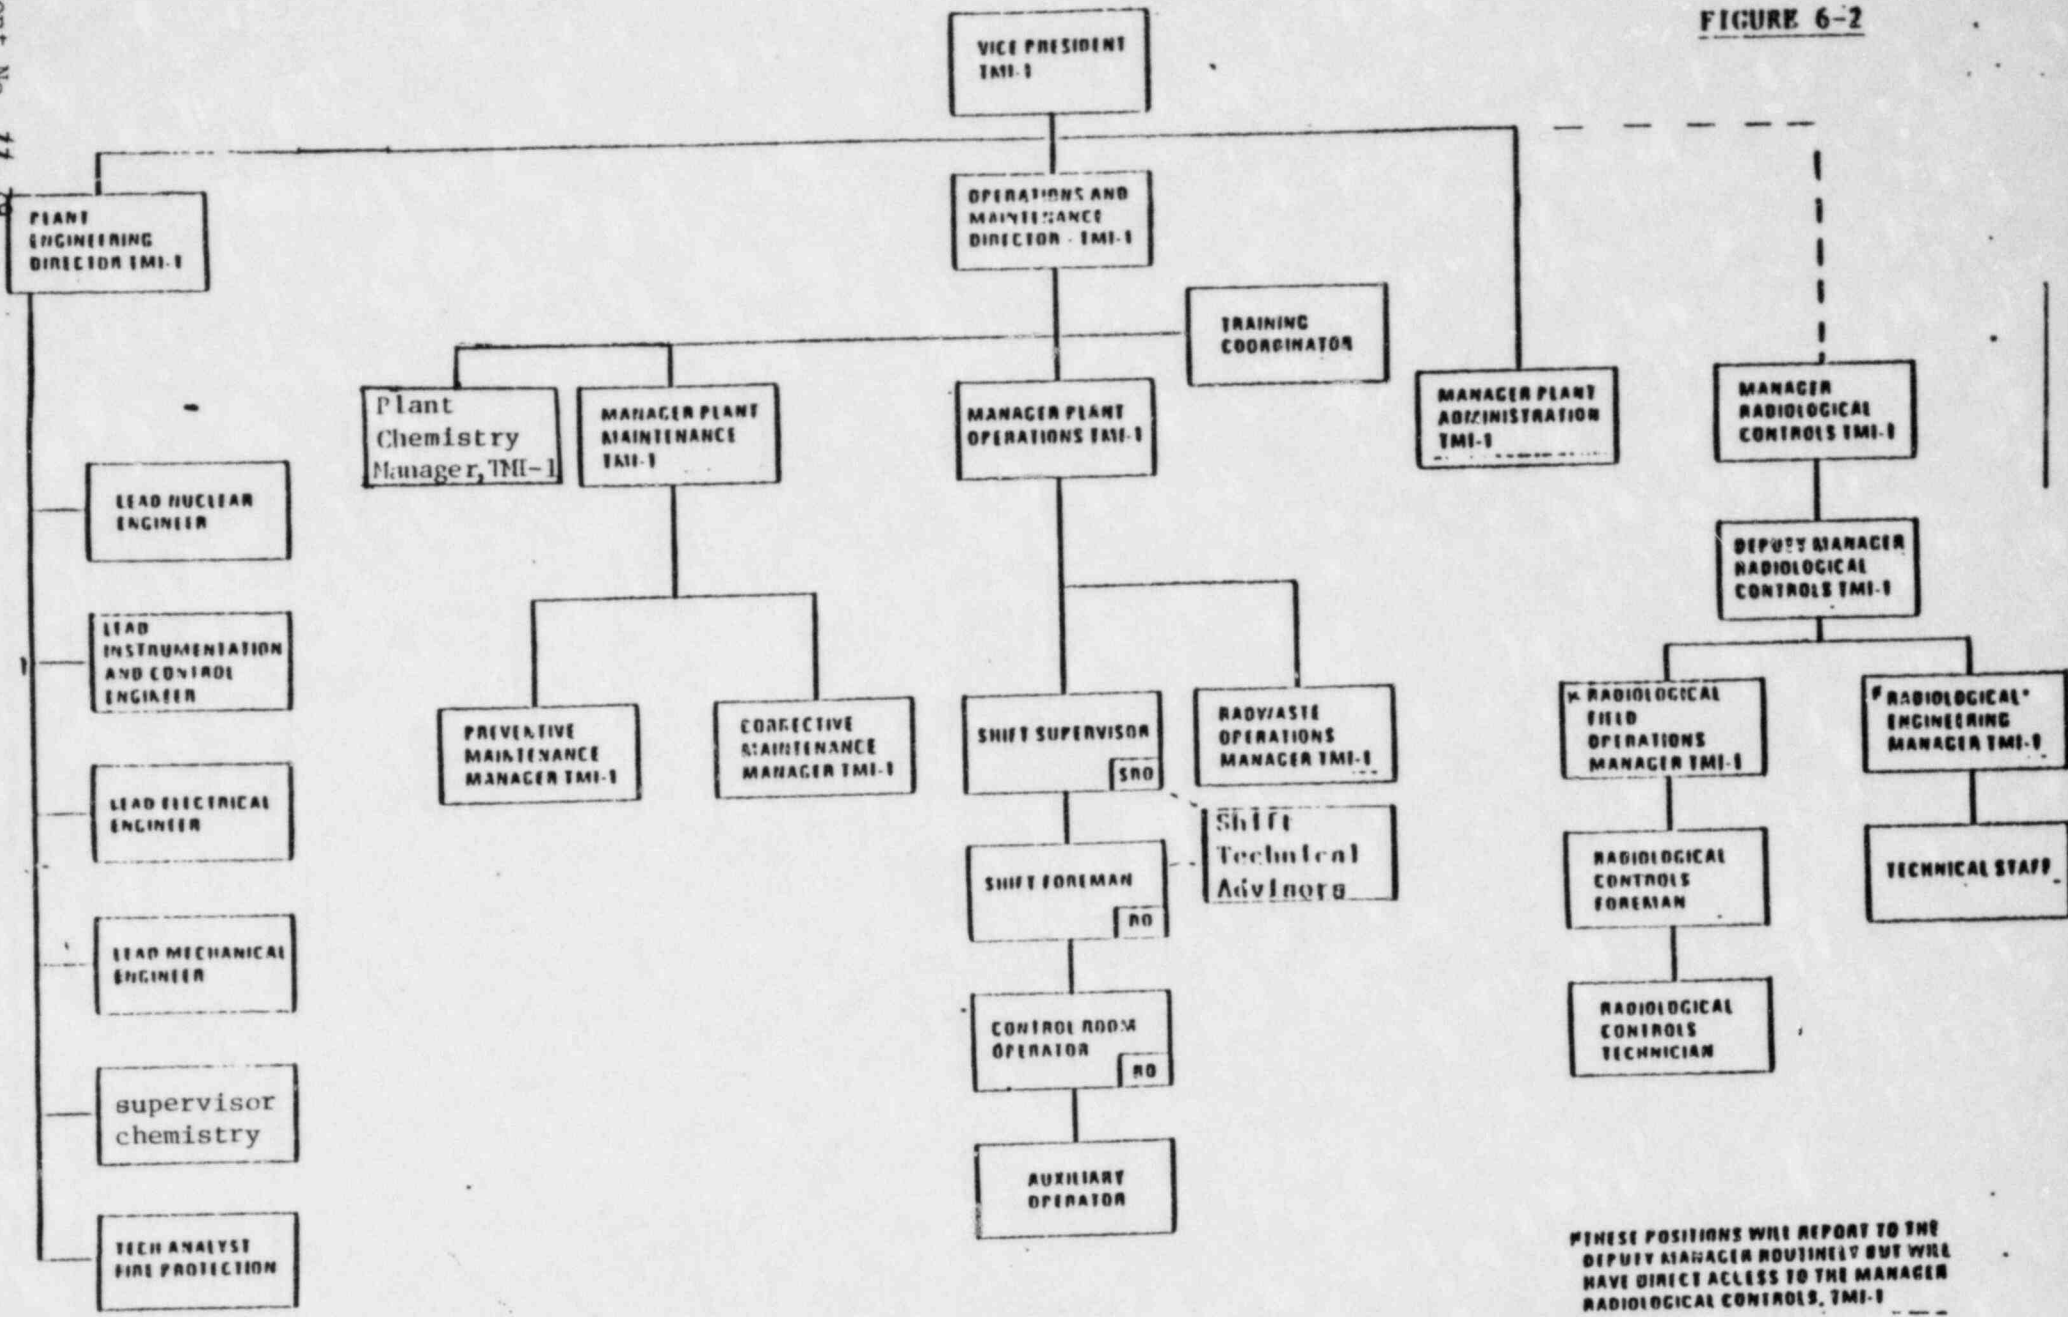 FIGURE 6-2
VICE PRESIDENT
TMI-1
PLANT
ENGINEERING
DIRECTOR TMI-1
OPERATIONS AND
MAINTENANCE
DIRECTOR - TMI-1
TRAINING
COORDINATOR
Plant
Chemistry
Manager, TMI-1
MANAGER PLANT
MAINTENANCE
TMI-1
MANAGER PLANT
OPERATIONS TMI-1
MANAGER PLANT
ADMINISTRATION
TMI-1
MANAGER
RADIOLOGICAL
CONTROLS TMI-1
LEAD NUCLEAR
ENGINEER
DEPUTY MANAGER
RADIOLOGICAL
CONTROLS TMI-1
LEAD
INSTRUMENTATION
AND CONTROL
ENGINEER
PREVENTIVE
MAINTENANCE
MANAGER TMI-1
CORRECTIVE
MAINTENANCE
MANAGER TMI-1
SHIFT SUPERVISOR
SRO
RADWASTE
OPERATIONS
MANAGER TMI-1
* RADIOLOGICAL
FIELD
OPERATIONS
MANAGER TMI-1
* RADIOLOGICAL
ENGINEERING
MANAGER TMI-1
LEAD ELECTRICAL
ENGINEER
SHIFT FOREMAN
RO
Shift
Technical
Advisors
RADIOLOGICAL
CONTROLS
FOREMAN
TECHNICAL STAFF
LEAD MECHANICAL
ENGINEER
CONTROL ROOM
OPERATOR
RO
RADIOLOGICAL
CONTROLS
TECHNICIAN
supervisor
chemistry
AUXILIARY
OPERATOR
TECH ANALYST
FIRE PROTECTION
*THESE POSITIONS WILL REPORT TO THE
DEPUTY MANAGER ROUTINELY BUT WILL
HAVE DIRECT ACCESS TO THE MANAGER
RADIOLOGICAL CONTROLS, TMI-1